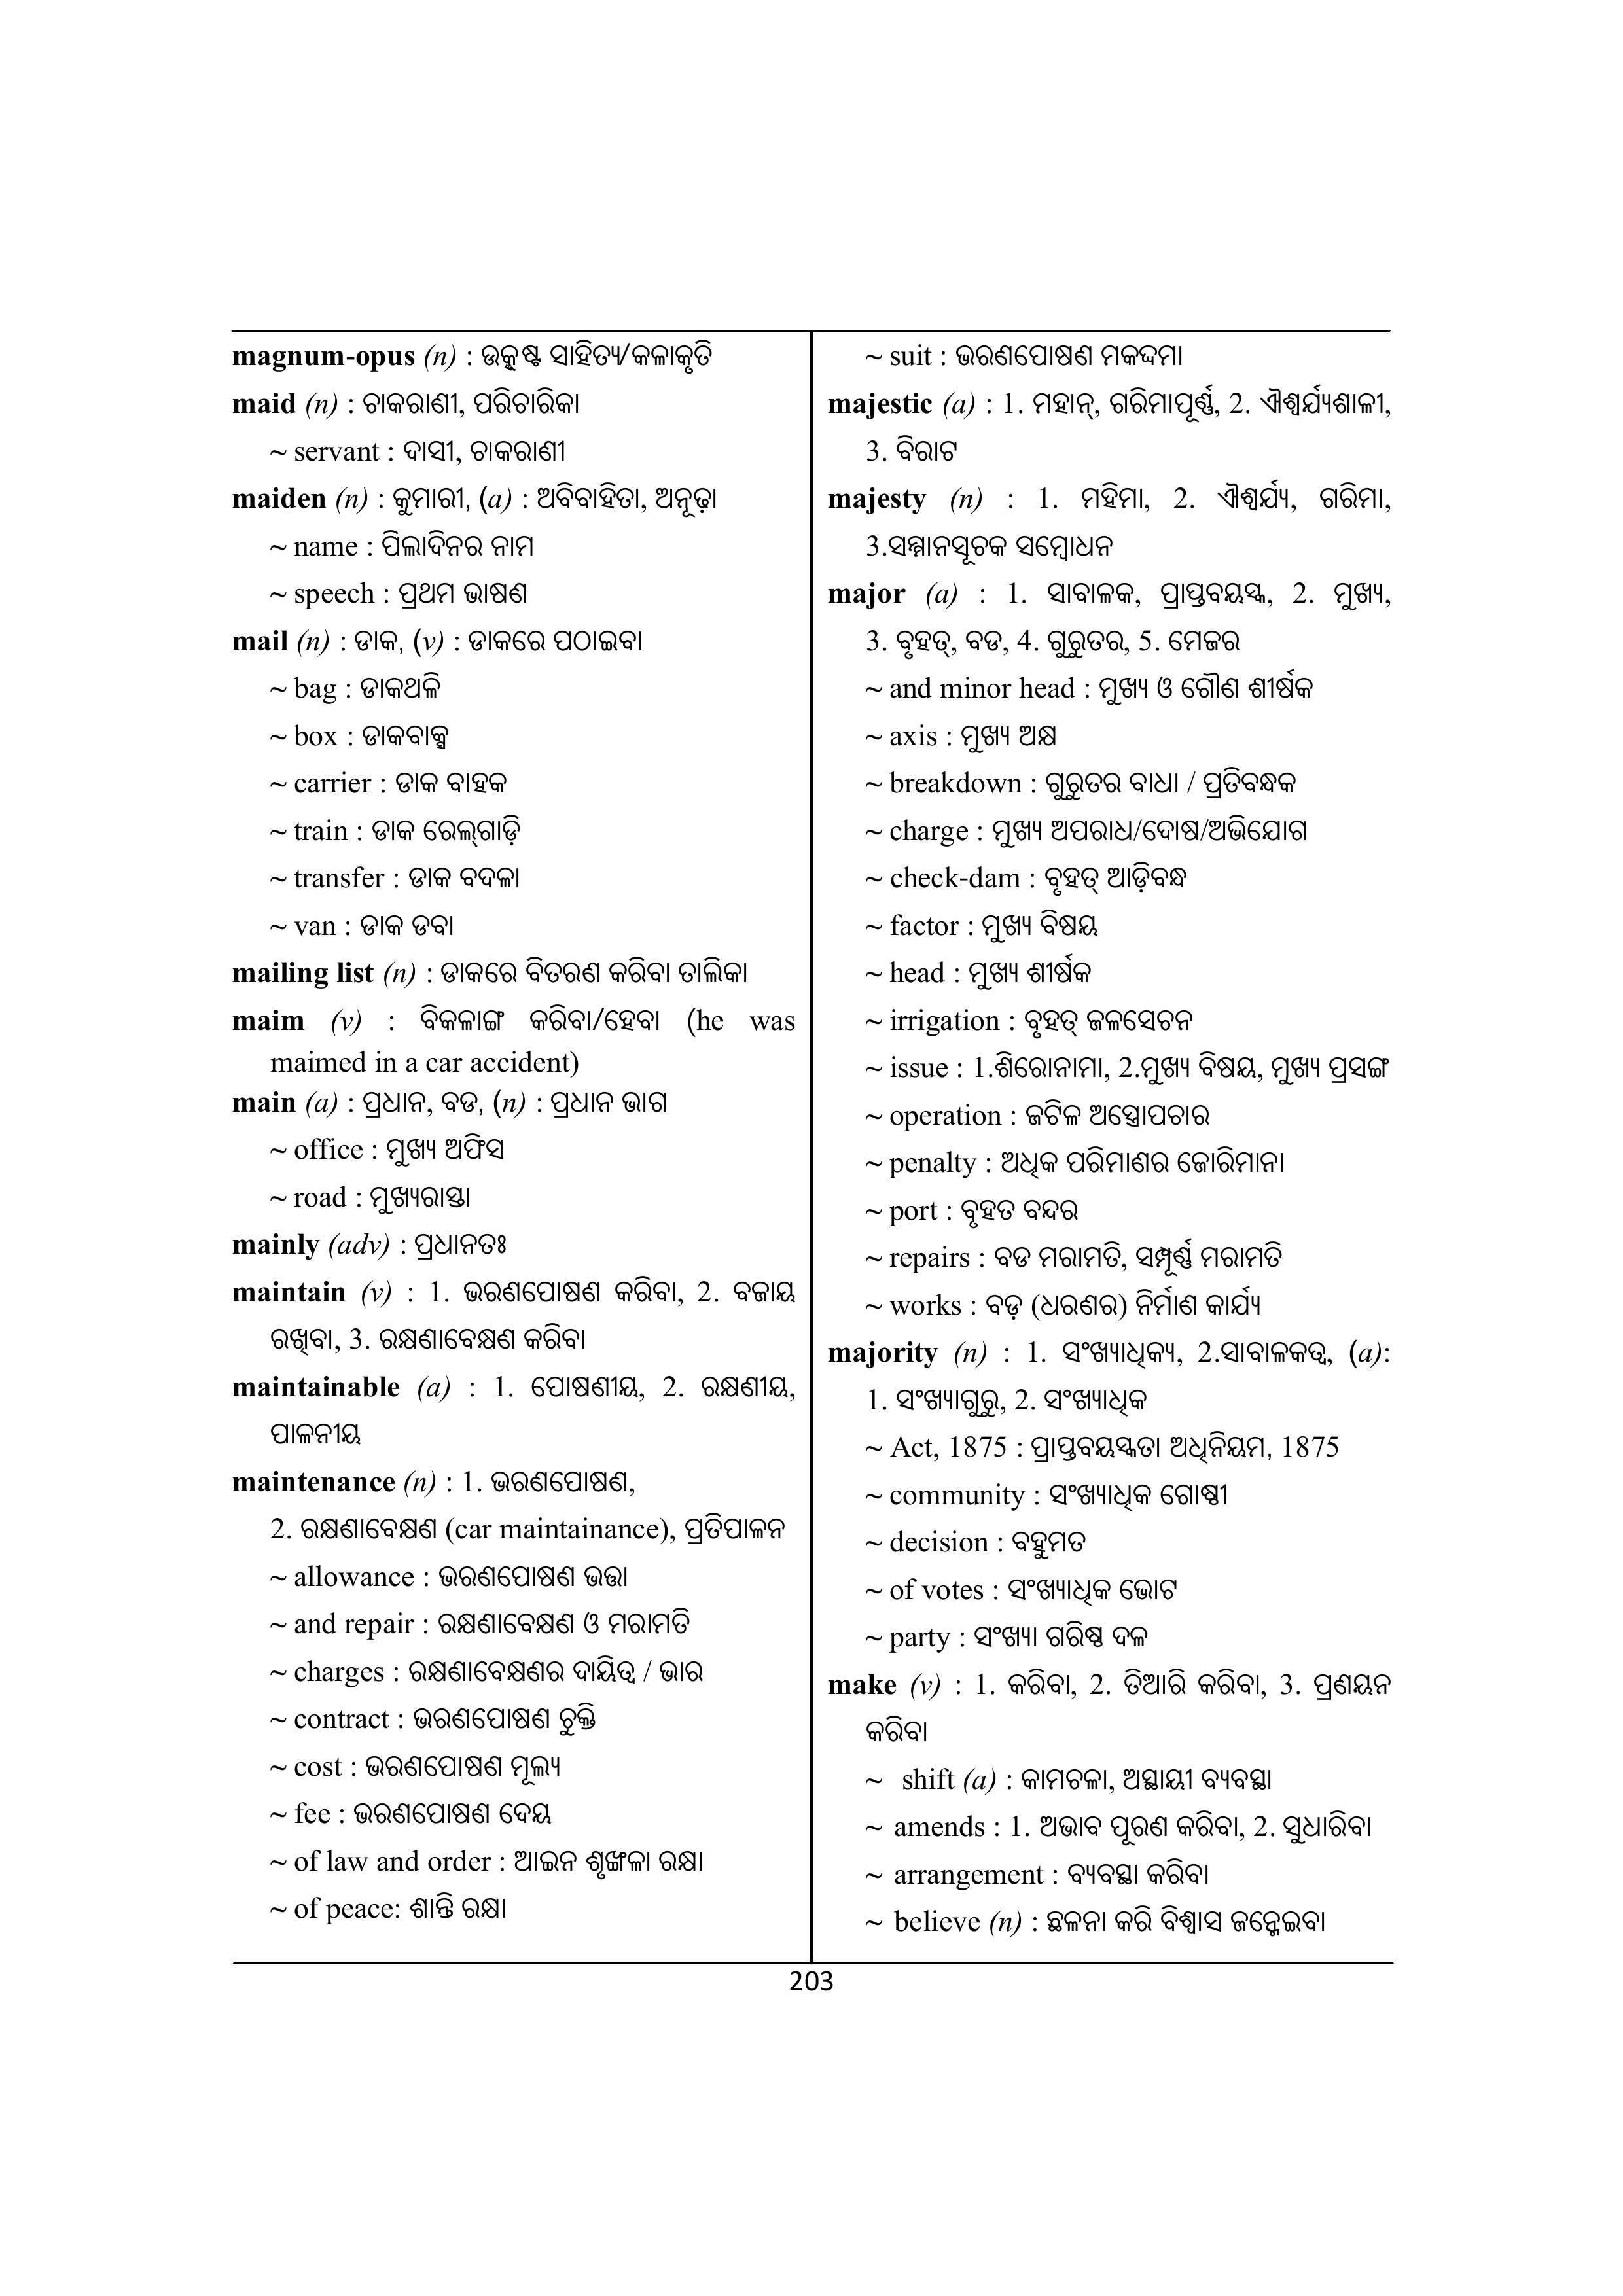 magnum-opus (n) : ଉତ୍କୃଷ୍ଟ ସାହିତ୍ୟ/କଳାକୃତି
maid (n) : ଚାକରାଣୀ, ପରିଚାରିକା
~ servant : ଦାସୀ, ଚାକରାଣୀ
maiden (n) : କୁମାରୀ, (a) : ଅବିବାହିତା, ଅନୂଢ଼ା
~ name : ପିଲାଦିନର ନାମ
~ speech : ପ୍ରଥମ ଭାଷଣ
mail (n) : ଡାକ, (v) : ଡାକରେ ପଠାଇବା
~ bag : ଡାକଥଳି
~ box : ଡାକବାକ୍ସ
~ carrier : ଡାକ ବାହକ
~ train : ଡାକ ରେଲ୍‌ଗାଡ଼ି
~ transfer : ଡାକ ବଦଳା
~ van : ଡାକ ଡବା
mailing list (n) : ଡାକରେ ବିତରଣ କରିବା ତାଲିକା
maim (v) : ବିକଳାଙ୍ଗ କରିବା/ହେବା (he was
maimed in a car accident)
main (a) : ପ୍ରଧାନ, ବଡ, (n) : ପ୍ରଧାନ ଭାଗ
~ office : ମୁଖ୍ୟ ଅଫିସ
~ road : ମୁଖ୍ୟରାସ୍ତା
mainly (adv) : ପ୍ରଧାନତଃ
maintain (v) : 1. ଭରଣପୋଷଣ କରିବା, 2. ବଜାୟ
ରଖିବା, 3. ରକ୍ଷଣାବେକ୍ଷଣ କରିବା
maintainable (a) : 1. ପୋଷଣୀୟ, 2. ରକ୍ଷଣୀୟ,
ପାଳନୀୟ
maintenance (n) : 1. ଭରଣପୋଷଣ,
2. ରକ୍ଷଣାବେକ୍ଷଣ (car maintainance), ପ୍ରତିପାଳନ
~ allowance : ଭରଣପୋଷଣ ଭତ୍ତା
~ and repair : ରକ୍ଷଣାବେକ୍ଷଣ ଓ ମରାମତି
~ charges : ରକ୍ଷଣାବେକ୍ଷଣର ଦାୟିତ୍ୱ / ଭାର
~ contract : ଭରଣପୋଷଣ ଚୁକ୍ତି
~ cost : ଭରଣପୋଷଣ ମୂଲ୍ୟ
~ fee : ଭରଣପୋଷଣ ଦେୟ
~ of law and order : ଆଇନ ଶୃଙ୍ଖଳା ରକ୍ଷା
~ of peace: ଶାନ୍ତି ରକ୍ଷା
~ suit : ଭରଣପୋଷଣ ମକଦ୍ଦମା
majestic (a) : 1. ମହାନ୍, ଗରିମାପୂର୍ଣ୍ଣ, 2. ଐଶ୍ୱର୍ଯ୍ୟଶାଳୀ,
3. ବିରାଟ
majesty (n) : 1. ମହିମା, 2. ଐଶ୍ୱର୍ଯ୍ୟ, ଗରିମା,
3.ସମ୍ମାନସୂଚକ ସମ୍ବୋଧନ
major (a) : 1. ସାବାଳକ, ପ୍ରାପ୍ତବୟସ୍କ, 2. ମୁଖ୍ୟ,
3. ବୃହତ୍, ବଡ, 4. ଗୁରୁତର, 5. ମେଜର
~ and minor head : ମୁଖ୍ୟ ଓ ଗୌଣ ଶୀର୍ଷକ
~ axis : ମୁଖ୍ୟ ଅକ୍ଷ
~ breakdown : ଗୁରୁତର ବାଧା / ପ୍ରତିବନ୍ଧକ
~ charge : ମୁଖ୍ୟ ଅପରାଧ/ଦୋଷ/ଅଭିଯୋଗ
~ check-dam : ବୃହତ୍ ଆଡ଼ିବନ୍ଧ
~ factor : ମୁଖ୍ୟ ବିଷୟ
~ head : ମୁଖ୍ୟ ଶୀର୍ଷକ
~ irrigation : ବୃହତ୍ ଜଳସେଚନ
~ issue : 1.ଶିରୋନାମା, 2.ମୁଖ୍ୟ ବିଷୟ, ମୁଖ୍ୟ ପ୍ରସଙ୍ଗ
~ operation : ଜଟିଳ ଅସ୍ତ୍ରୋପଚାର
~ penalty : ଅଧିକ ପରିମାଣର ଜୋରିମାନା
~ port : ବୃହତ ବନ୍ଦର
~ repairs : ବଡ ମରାମତି, ସମ୍ପୂର୍ଣ୍ଣ ମରାମତି
~ works : ବଡ଼ (ଧରଣର) ନିର୍ମାଣ କାର୍ଯ୍ୟ
majority (n) : 1. ସଂଖ୍ୟାଧିକ୍ୟ, 2.ସାବାଳକତ୍ୱ, (a):
1. ସଂଖ୍ୟାଗୁରୁ, 2. ସଂଖ୍ୟାଧିକ
~ Act, 1875 : ପ୍ରାପ୍ତବୟସ୍କତା ଅଧିନିୟମ, 1875
~ community : ସଂଖ୍ୟାଧିକ ଗୋଷ୍ଠୀ
~ decision : ବହୁମତ
~ of votes : ସଂଖ୍ୟାଧିକ ଭୋଟ
~ party : ସଂଖ୍ୟା ଗରିଷ୍ଠ ଦଳ
make (v) : 1. କରିବା, 2. ତିଆରି କରିବା, 3. ପ୍ରଣୟନ
କରିବା
~ shift (a) : କାମଚଳା, ଅସ୍ଥାୟୀ ବ୍ୟବସ୍ଥା
~ amends : 1. ଅଭାବ ପୂରଣ କରିବା, 2. ସୁଧାରିବା
~ arrangement : ବ୍ୟବସ୍ଥା କରିବା
~ believe (n) : ଛଳନା କରି ବିଶ୍ୱାସ ଜନ୍ମେଇବା
203